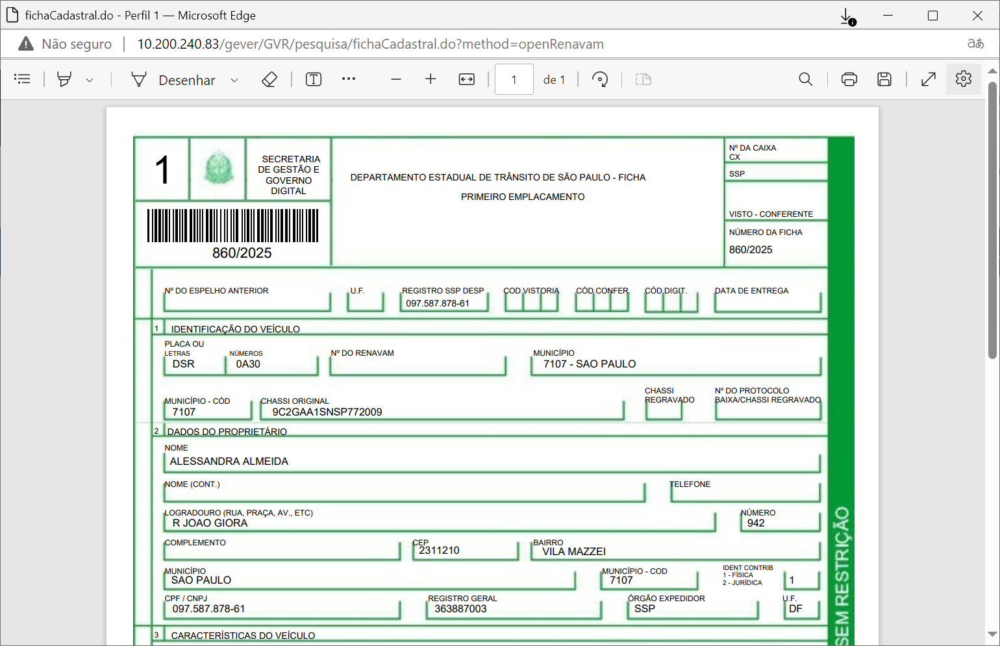 fichaCadastral.do - Perfil 1 — Microsoft Edge
Não seguro 10.200.240.83/gever/GVR/pesquisa/fichaCadastral.do?method=openRenavam
aあ
Desenhar
1 de 1
1
SECRETARIA
DE GESTÃO E
GOVERNO
DIGITAL
860/2025
DEPARTAMENTO ESTADUAL DE TRÂNSITO DE SÃO PAULO - FICHA
PRIMEIRO EMPLACAMENTO
Nº DA CAIXA
CX
SSP
VISTO - CONFERENTE
NÚMERO DA FICHA
860/2025
Nº DO ESPELHO ANTERIOR U.F. REGISTRO SSP DESP COD VISTORIA CÓD CONFER. CÓD DIGIT. DATA DE ENTREGA
097.587.878-61
1 IDENTIFICAÇÃO DO VEÍCULO
PLACA OU
LETRAS NÚMEROS Nº DO RENAVAM MUNICÍPIO
DSR 0A30 7107 - SAO PAULO
CHASSI Nº DO PROTOCOLO
MUNICÍPIO - CÓD CHASSI ORIGINAL REGRAVADO BAIXA/CHASSI REGRAVADO
7107 9C2GAA1SNSP772009
2 DADOS DO PROPRIETÁRIO
NOME
ALESSANDRA ALMEIDA
NOME (CONT.) TELEFONE
LOGRADOURO (RUA, PRAÇA, AV., ETC) NÚMERO
R JOAO GIORA 942
COMPLEMENTO CEP BAIRRO
2311210 VILA MAZZEI
MUNICÍPIO MUNICÍPIO - COD IDENT CONTRIB
1 - FÍSICA
2 - JURÍDICA
SAO PAULO 7107 1
CPF / CNPJ REGISTRO GERAL ÓRGÃO EXPEDIDOR U.F.
097.587.878-61 363887003 SSP DF
3 CARACTERÍSTICAS DO VEÍCULO
SEM RESTRIÇÃO